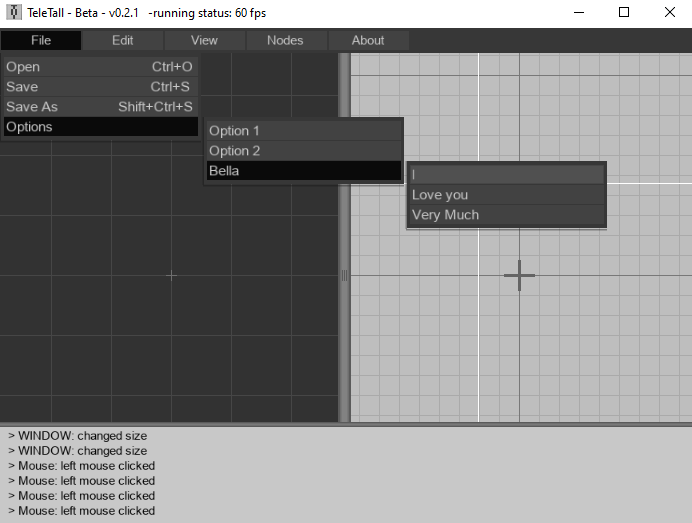 TeleTall - Beta - v0.2.1 -running status: 60 fps
File Edit View Nodes About
Open Ctrl+O
Save Ctrl+S
Save As Shift+Ctrl+S
Options
Option 1
Option 2
Bella
I
Love you
Very Much
> WINDOW: changed size
> WINDOW: changed size
> Mouse: left mouse clicked
> Mouse: left mouse clicked
> Mouse: left mouse clicked
> Mouse: left mouse clicked